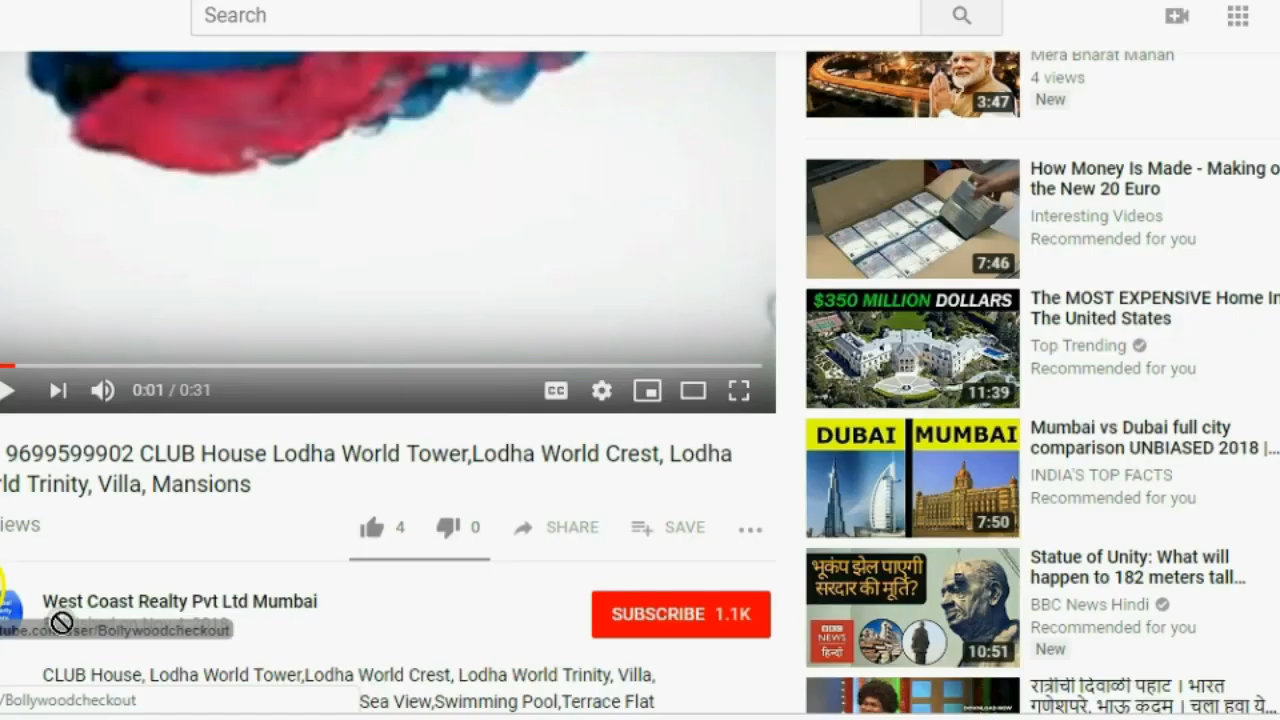 Search
Mera Bharat Mahan
4 views
New
3:47
How Money Is Made - Making o
the New 20 Euro
Interesting Videos
Recommended for you
7:46
$350 MILLION DOLLARS
11:39
The MOST EXPENSIVE Home In
The United States
Top Trending
Recommended for you
DUBAI MUMBAI
7:50
Mumbai vs Dubai full city
comparison UNBIASED 2018 |...
INDIA'S TOP FACTS
Recommended for you
भूकंप झेल पाएगी
सरदार की मूर्ति?
BBC
NEWS
हिन्दी
10:51
Statue of Unity: What will
happen to 182 meters tall...
BBC News Hindi
Recommended for you
New
रात्रीची दिवाळी पहाट । भारत
गणेशपुरे, भाऊ कदम । चला हवा ये...
DOWNLOAD NOW
CC
0:01 / 0:31
9699599902 CLUB House Lodha World Tower,Lodha World Crest, Lodha
rld Trinity, Villa, Mansions
iews
4
0
SHARE
SAVE
West Coast Realty Pvt Ltd Mumbai
SUBSCRIBE 1.1K
tube.com/user/Bollywoodcheckout
CLUB House, Lodha World Tower,Lodha World Crest, Lodha World Trinity, Villa,
/Bollywoodcheckout
Sea View,Swimming Pool,Terrace Flat